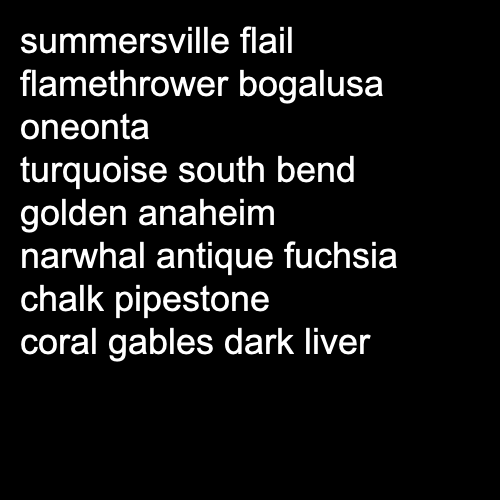 summersville flail
flamethrower bogalusa
oneonta
turquoise south bend
golden anaheim
narwhal antique fuchsia
chalk pipestone
coral gables dark liver